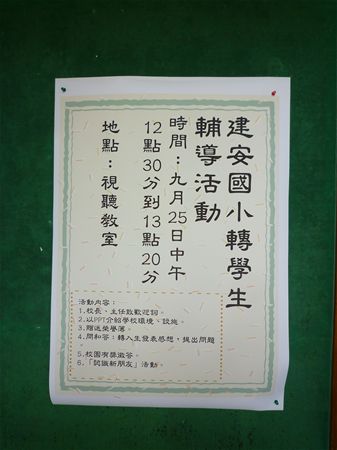 建安國小轉學生
輔導活動
時間：九月25日中午
12點30分到13點20分
地點：視聽教室
活動內容：
1.校長、主任致歡迎詞。
2.以PPT介紹學校環境、設施。
3.贈送榮譽簿。
4.問和答：轉入生發表感想，提出問題
。
5.校園有獎徵答。
6.「認識新朋友」活動。